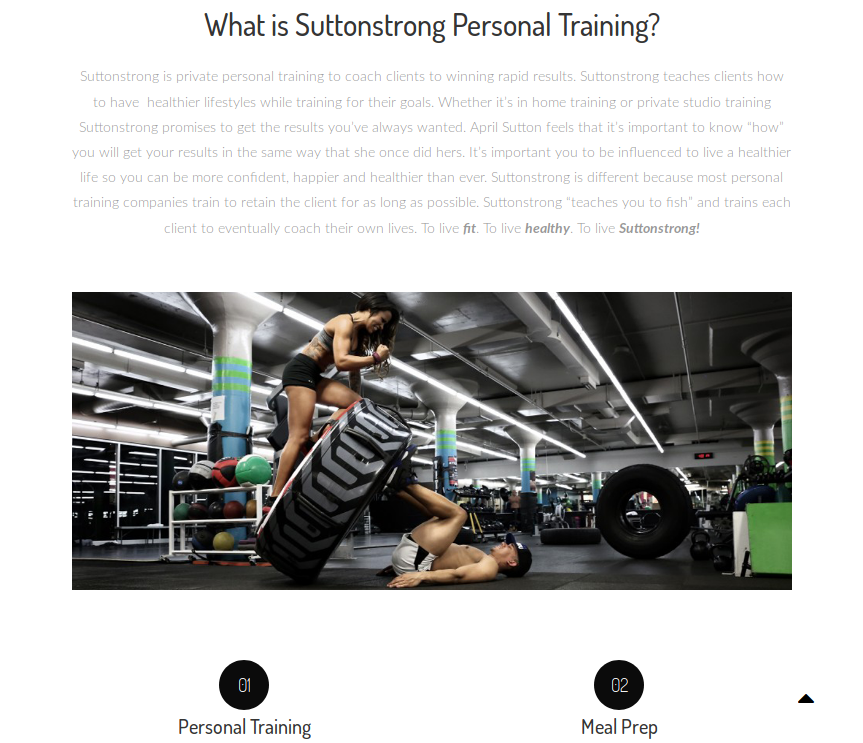 What is Suttonstrong Personal Training?
Suttonstrong is private personal training to coach clients to winning rapid results. Suttonstrong teaches clients how
to have  healthier lifestyles while training for their goals. Whether it's in home training or private studio training
Suttonstrong promises to get the results you've always wanted. April Sutton feels that it's important to know “how”
you will get your results in the same way that she once did hers. It's important you to be influenced to live a healthier
life so you can be more confident, happier and healthier than ever. Suttonstrong is different because most personal
training companies train to retain the client for as long as possible. Suttonstrong “teaches you to fish” and trains each
client to eventually coach their own lives. To live fit. To live healthy. To live Suttonstrong!
01
02
Personal Training
Meal Prep